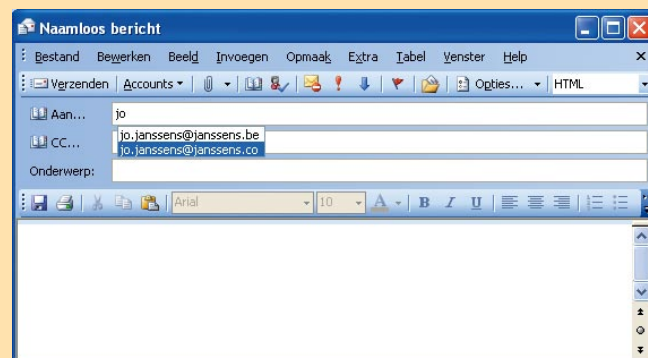 Naamloos bericht
Bestand Bewerken Beeld Invoegen Opmaak Extra Tabel Venster Help
Verzenden Accounts Opties... HTML
Aan... jo
jo.janssens@janssens.be
CC... jo.janssens@janssens.co
Onderwerp:
Arial 10 A B I U